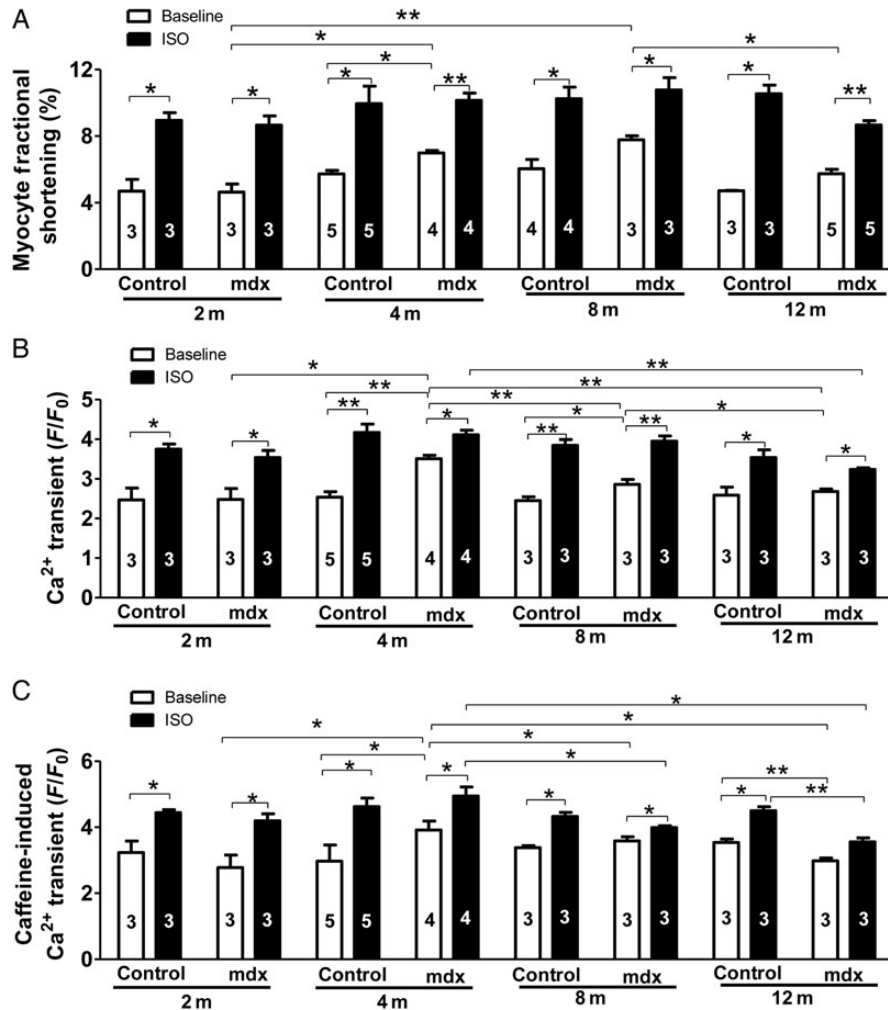 A
Baseline
ISO
Myocyte fractional
shortening (%)
12
8
4
0
** * * * * * * ** * * * * **
3 3 3 3 5 5 4 4 4 4 3 3 3 3 5 5
Control mdx Control mdx Control mdx Control mdx
2 m 4 m 8 m 12 m
B
Baseline
ISO
Ca2+ transient (F/F0)
5
4
3
2
1
0
* ** ** ** ** * * * * ** * ** ** * *
3 3 3 3 5 5 4 4 3 3 3 3 3 3 3 3
Control mdx Control mdx Control mdx Control mdx
2 m 4 m 8 m 12 m
C
Baseline
ISO
Caffeine-induced
Ca2+ transient (F/F0)
6
4
2
0
* * * * * * ** * * * * * * * **
3 3 3 3 5 5 4 4 3 3 3 3 3 3 3 3
Control mdx Control mdx Control mdx Control mdx
2 m 4 m 8 m 12 m